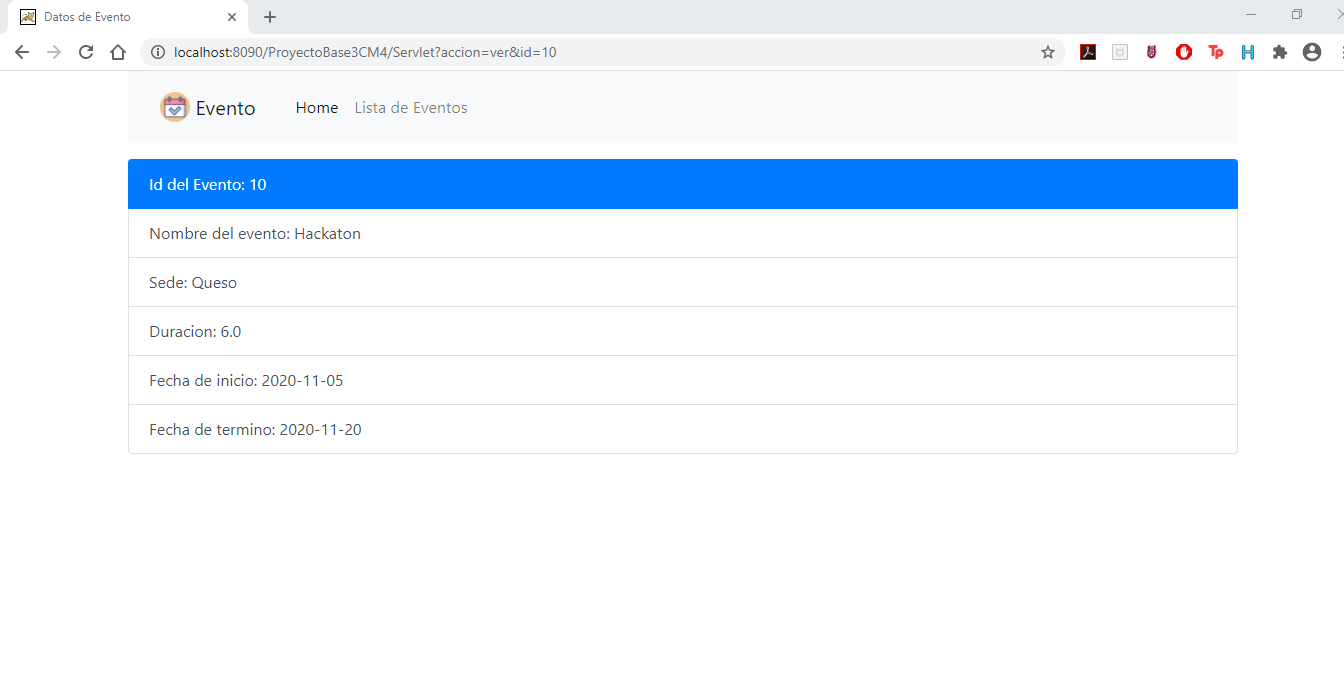 Datos de Evento
localhost:8090/ProyectoBase3CM4/Servlet?accion=ver&id=10
Tp H
Evento Home Lista de Eventos
Id del Evento: 10
Nombre del evento: Hackaton
Sede: Queso
Duracion: 6.0
Fecha de inicio: 2020-11-05
Fecha de termino: 2020-11-20